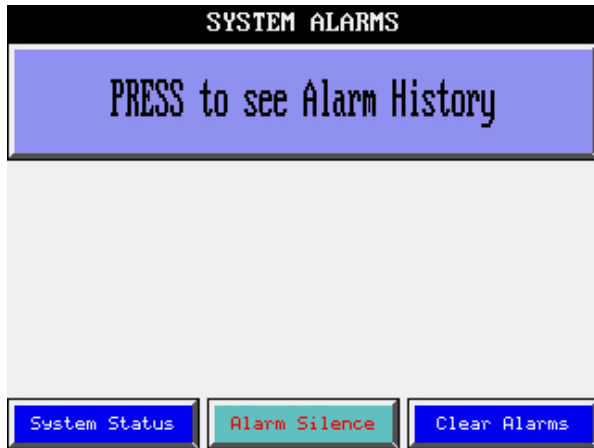 SYSTEM ALARMS
PRESS to see Alarm History
System Status
Alarm Silence
Clear Alarms